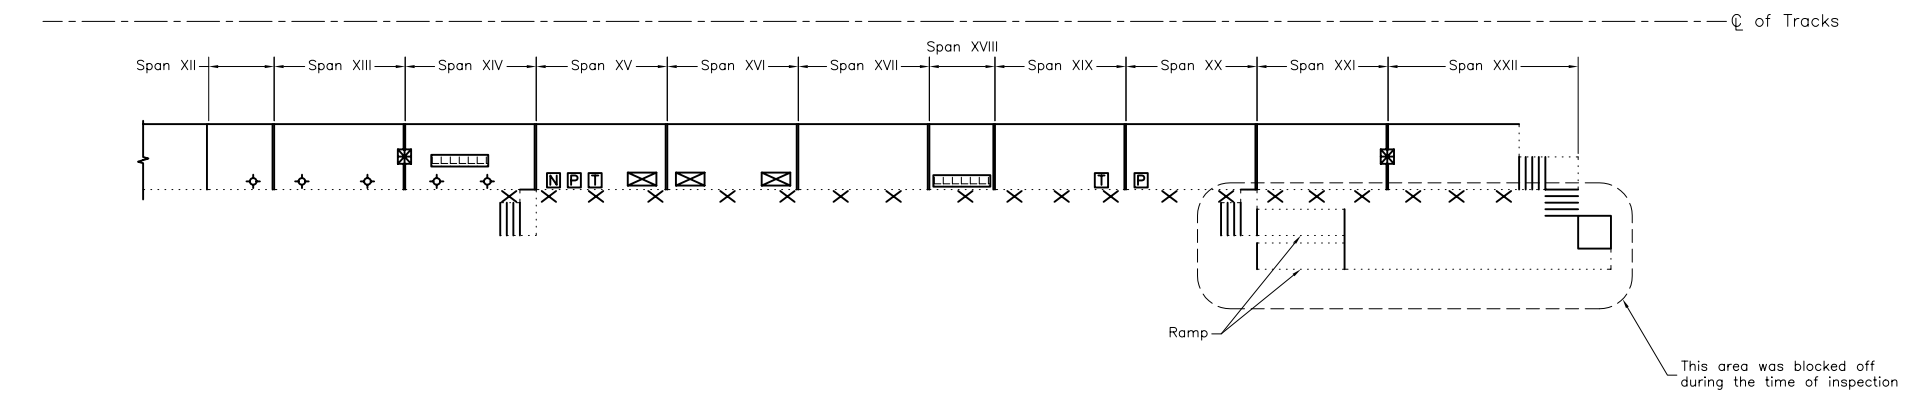 ℄ of Tracks
Span XVIII
Span XII
Span XIII
Span XIV
Span XV
Span XVI
Span XVII
Span XIX
Span XX
Span XXI
Span XXII
N
P
T
T
P
Ramp
This area was blocked off
during the time of inspection